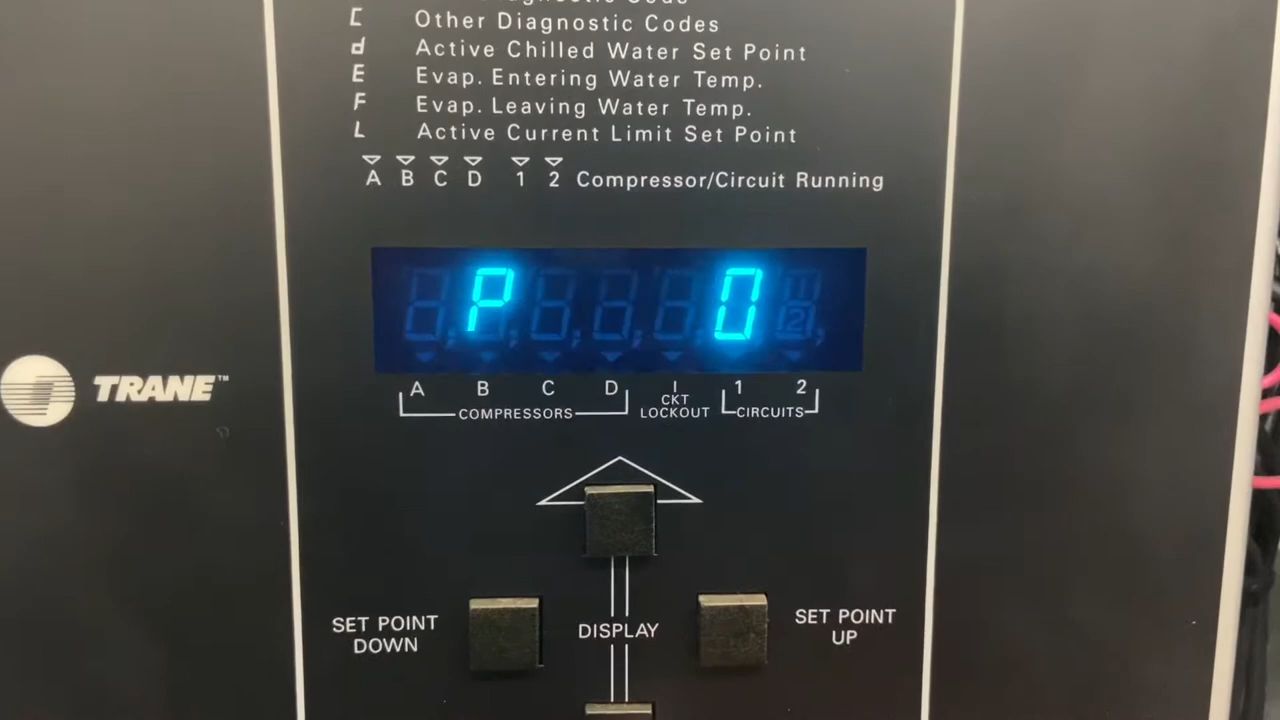 C Other Diagnostic Codes
d Active Chilled Water Set Point
E Evap. Entering Water Temp.
F Evap. Leaving Water Temp.
L Active Current Limit Set Point
A B C D 1 2 Compressor/Circuit Running
P 0
A B C D I 1 2
CKT
COMPRESSORS LOCKOUT CIRCUITS
TRANE™
SET POINT DOWN
DISPLAY
SET POINT UP